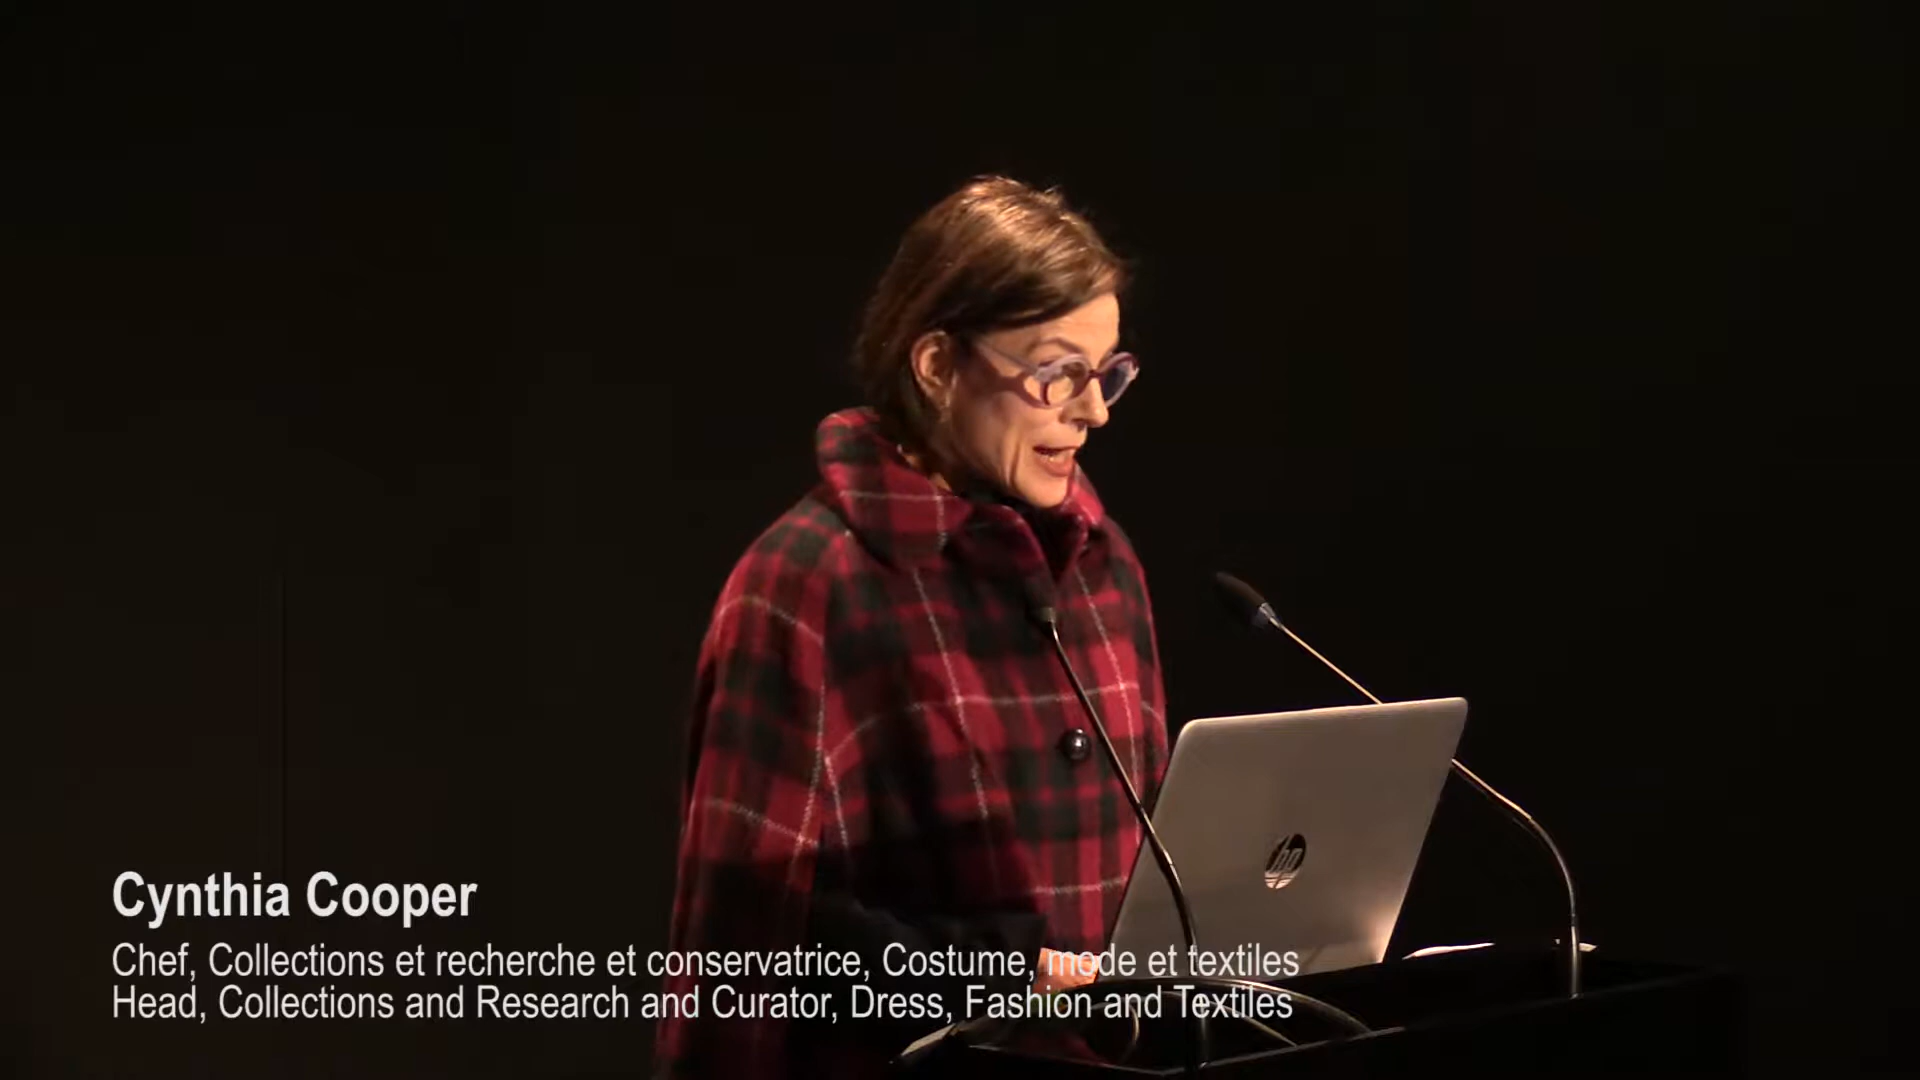 Cynthia Cooper
Chef, Collections et recherche et conservatrice, Costume, mode et textiles
Head, Collections and Research and Curator, Dress, Fashion and Textiles
hp